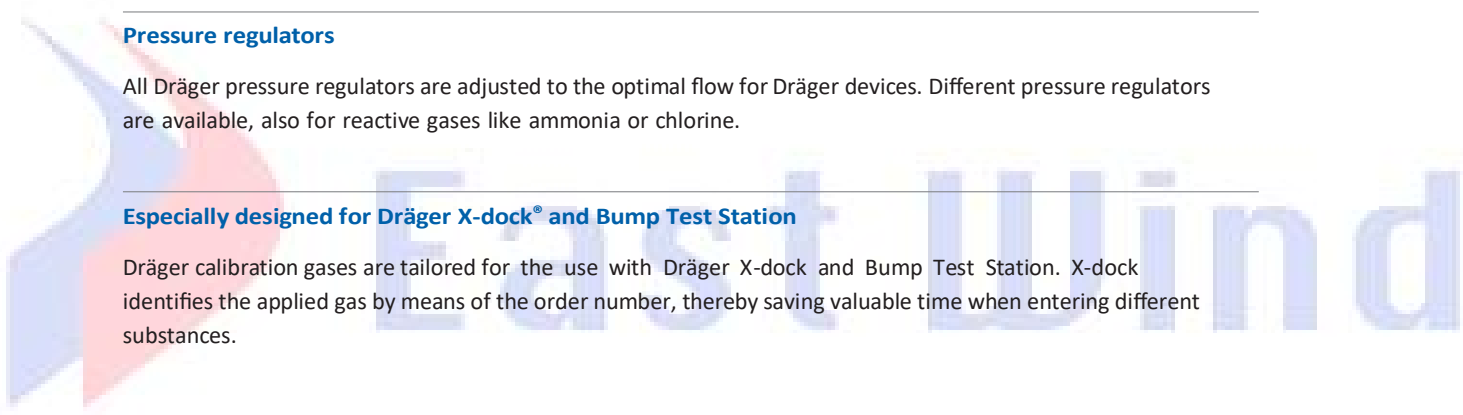 Pressure regulators
All Dräger pressure regulators are adjusted to the optimal flow for Dräger devices. Different pressure regulators
are available, also for reactive gases like ammonia or chlorine.
East Wind
Especially designed for Dräger X-dock® and Bump Test Station
Dräger calibration gases are tailored for the use with Dräger X-dock and Bump Test Station. X-dock
identifies the applied gas by means of the order number, thereby saving valuable time when entering different
substances.